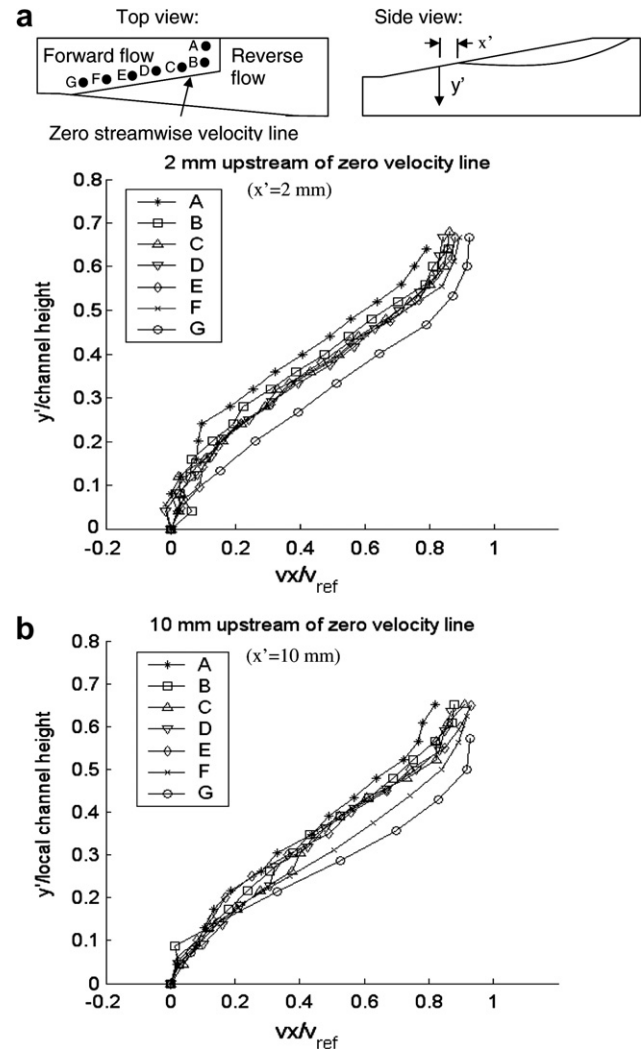 a
Top view:
Side view:
Forward flow
Reverse flow
A
B
C
D
E
F
G
x'
y'
Zero streamwise velocity line
2 mm upstream of zero velocity line
(x'=2 mm)
0.8
0.7
0.6
0.5
0.4
0.3
0.2
0.1
0
A
B
C
D
E
F
G
y'/channel height
-0.2
0
0.2
0.4
0.6
0.8
1
vx/v_ref
b
10 mm upstream of zero velocity line
(x'=10 mm)
0.8
0.7
0.6
0.5
0.4
0.3
0.2
0.1
0
A
B
C
D
E
F
G
y'/local channel height
-0.2
0
0.2
0.4
0.6
0.8
1
vx/v_ref